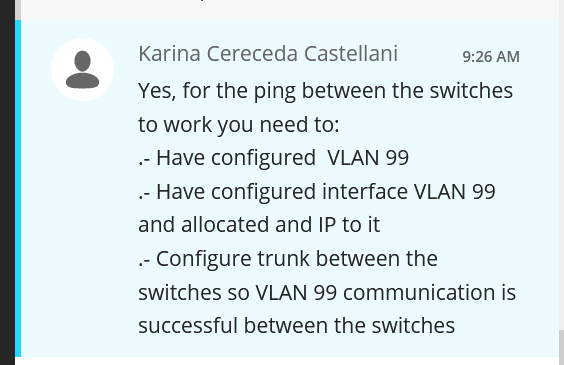 Karina Cereceda Castellani 9:26 AM
Yes, for the ping between the switches
to work you need to:
.- Have configured  VLAN 99
.- Have configured interface VLAN 99
and allocated and IP to it
.- Configure trunk between the
switches so VLAN 99 communication is
successful between the switches